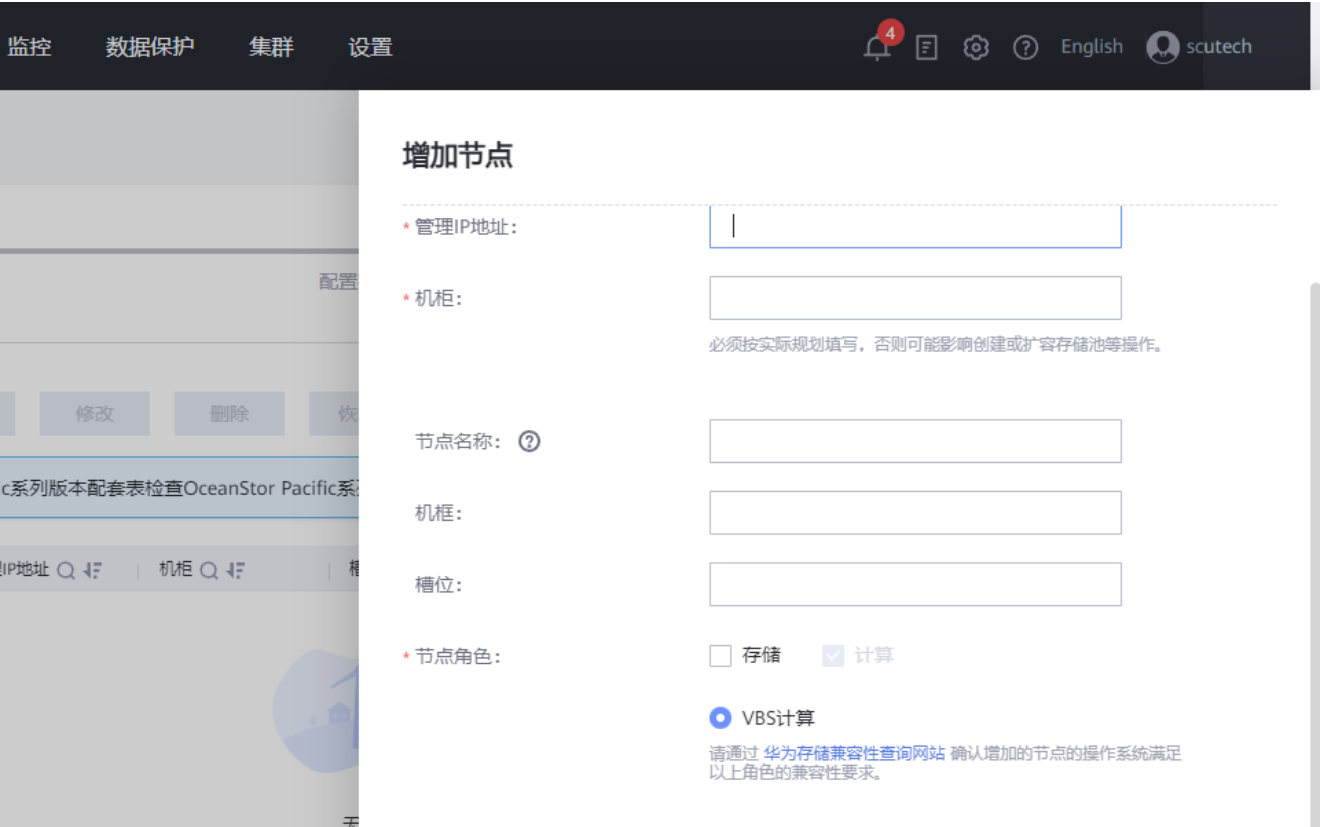 监控 数据保护 集群 设置 4 English scutech
增加节点
* 管理IP地址：
配置
* 机柜：
必须按实际规划填写，否则可能影响创建或扩容存储池等操作。
修改 删除 恢
节点名称：
c系列版本配套表检查OceanStor Pacific系
机框：
IP地址 机柜 槽
槽位：
* 节点角色： 存储 计算
VBS计算
请通过 华为存储兼容性查询网站 确认增加的节点的操作系统满足
以上角色的兼容性要求。
无